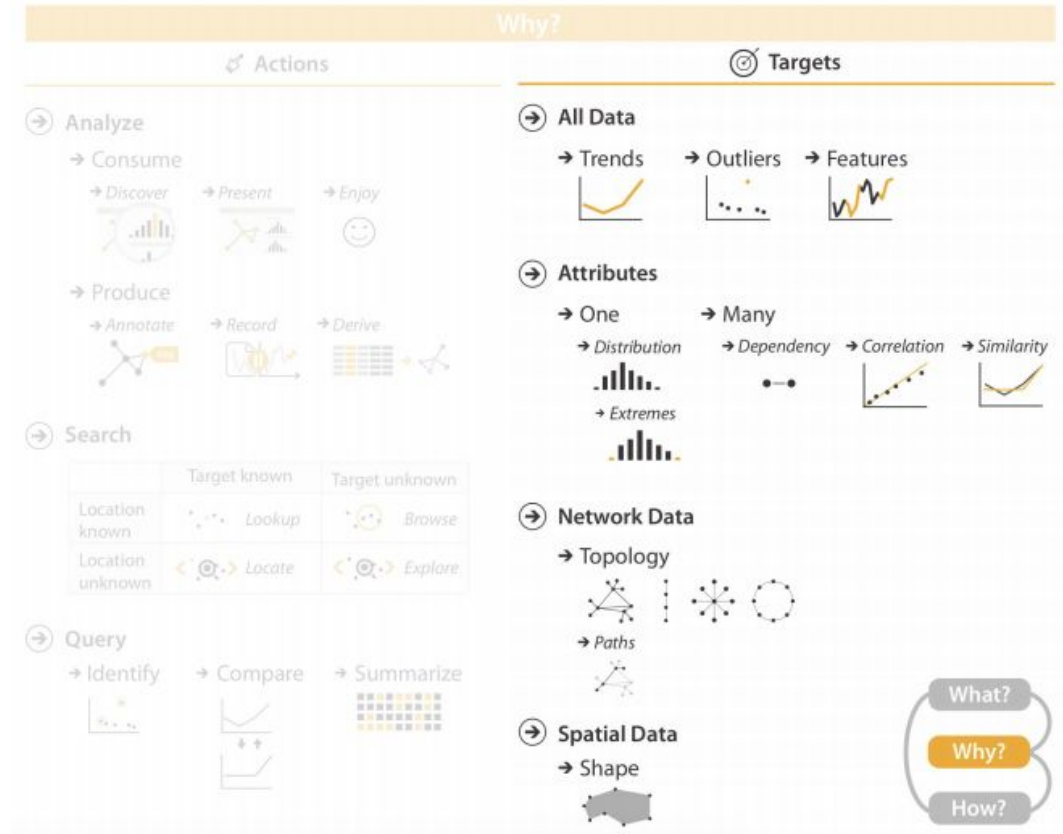 Why?
Actions
Analyze
→ Consume
→ Discover → Present → Enjoy
→ Produce
→ Annotate → Record → Derive
Search
Target known Target unknown
Location known Lookup Browse
Location unknown Locate Explore
Query
→ Identify → Compare → Summarize
Targets
All Data
→ Trends → Outliers → Features
Attributes
→ One → Many
→ Distribution → Dependency → Correlation → Similarity
→ Extremes
Network Data
→ Topology
→ Paths
Spatial Data
→ Shape
What?
Why?
How?